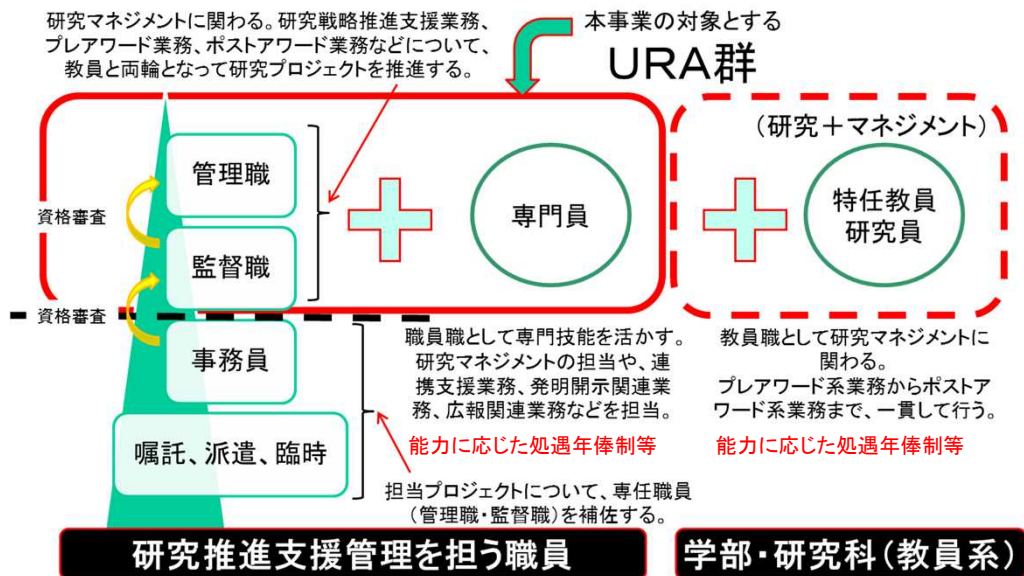 研究マネジメントに関わる。研究戦略推進支援業務、
プレアワード業務、ポストアワード業務などについて、
教員と両輪となって研究プロジェクトを推進する。
本事業の対象とする
URA群
(研究+マネジメント)
管理職
資格審査
監督職
専門員
特任教員
研究員
資格審査
事務員
嘱託、派遣、臨時
職員職として専門技能を活かす。
研究マネジメントの担当や、連
携支援業務、発明開示関連業
務、広報関連業務などを担当。
能力に応じた処遇年俸制等
教員職として研究マネジメントに
関わる。
プレアワード系業務からポストア
ワード系業務まで、一貫して行う。
能力に応じた処遇年俸制等
担当プロジェクトについて、専任職員
(管理職・監督職)を補佐する。
研究推進支援管理を担う職員
学部・研究科(教員系)